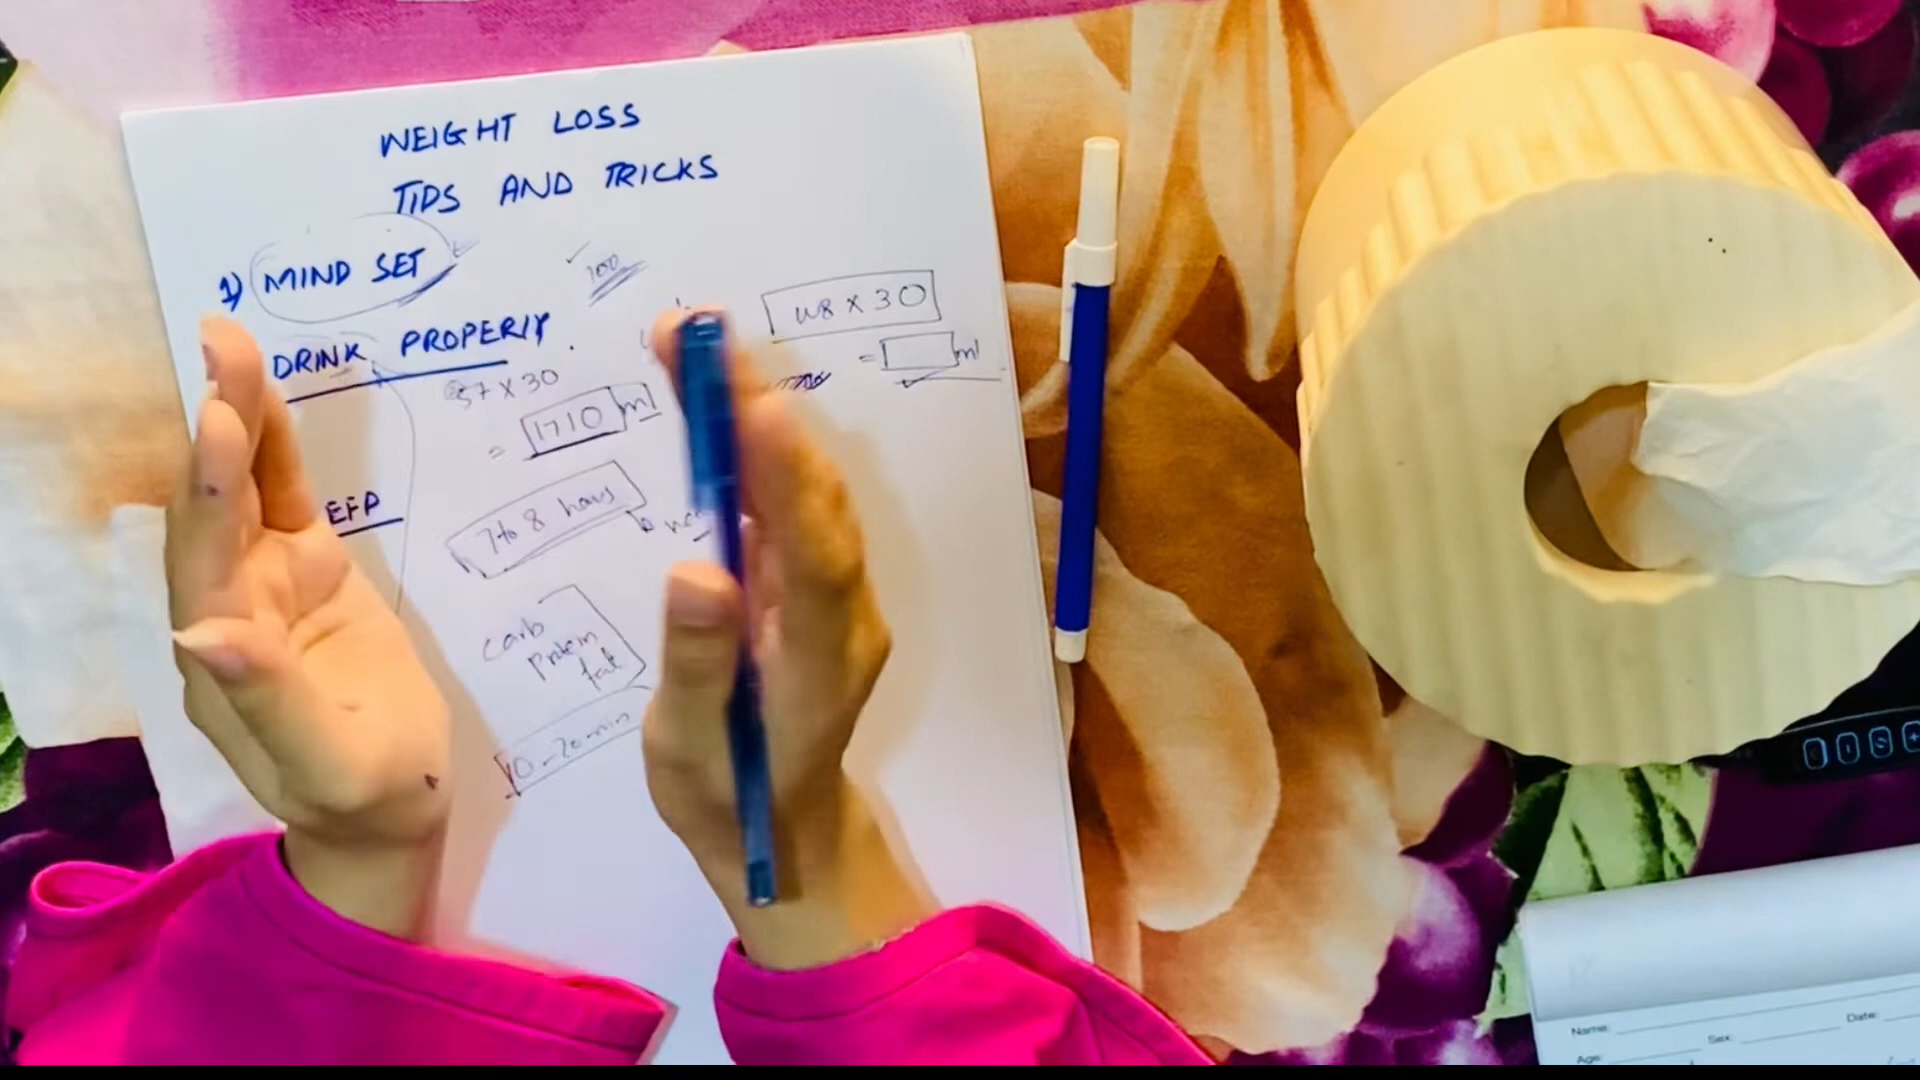 WEIGHT LOSS
TIPS AND TRICKS
1) MIND SET
100
DRINK PROPERLY.
W8 X 30
= ml
57 X 30
= 1710 ml
EEP
7 to 8 hours
carb
Protein
fat
10-20 min
Name:
Date:
Age:
Sex: